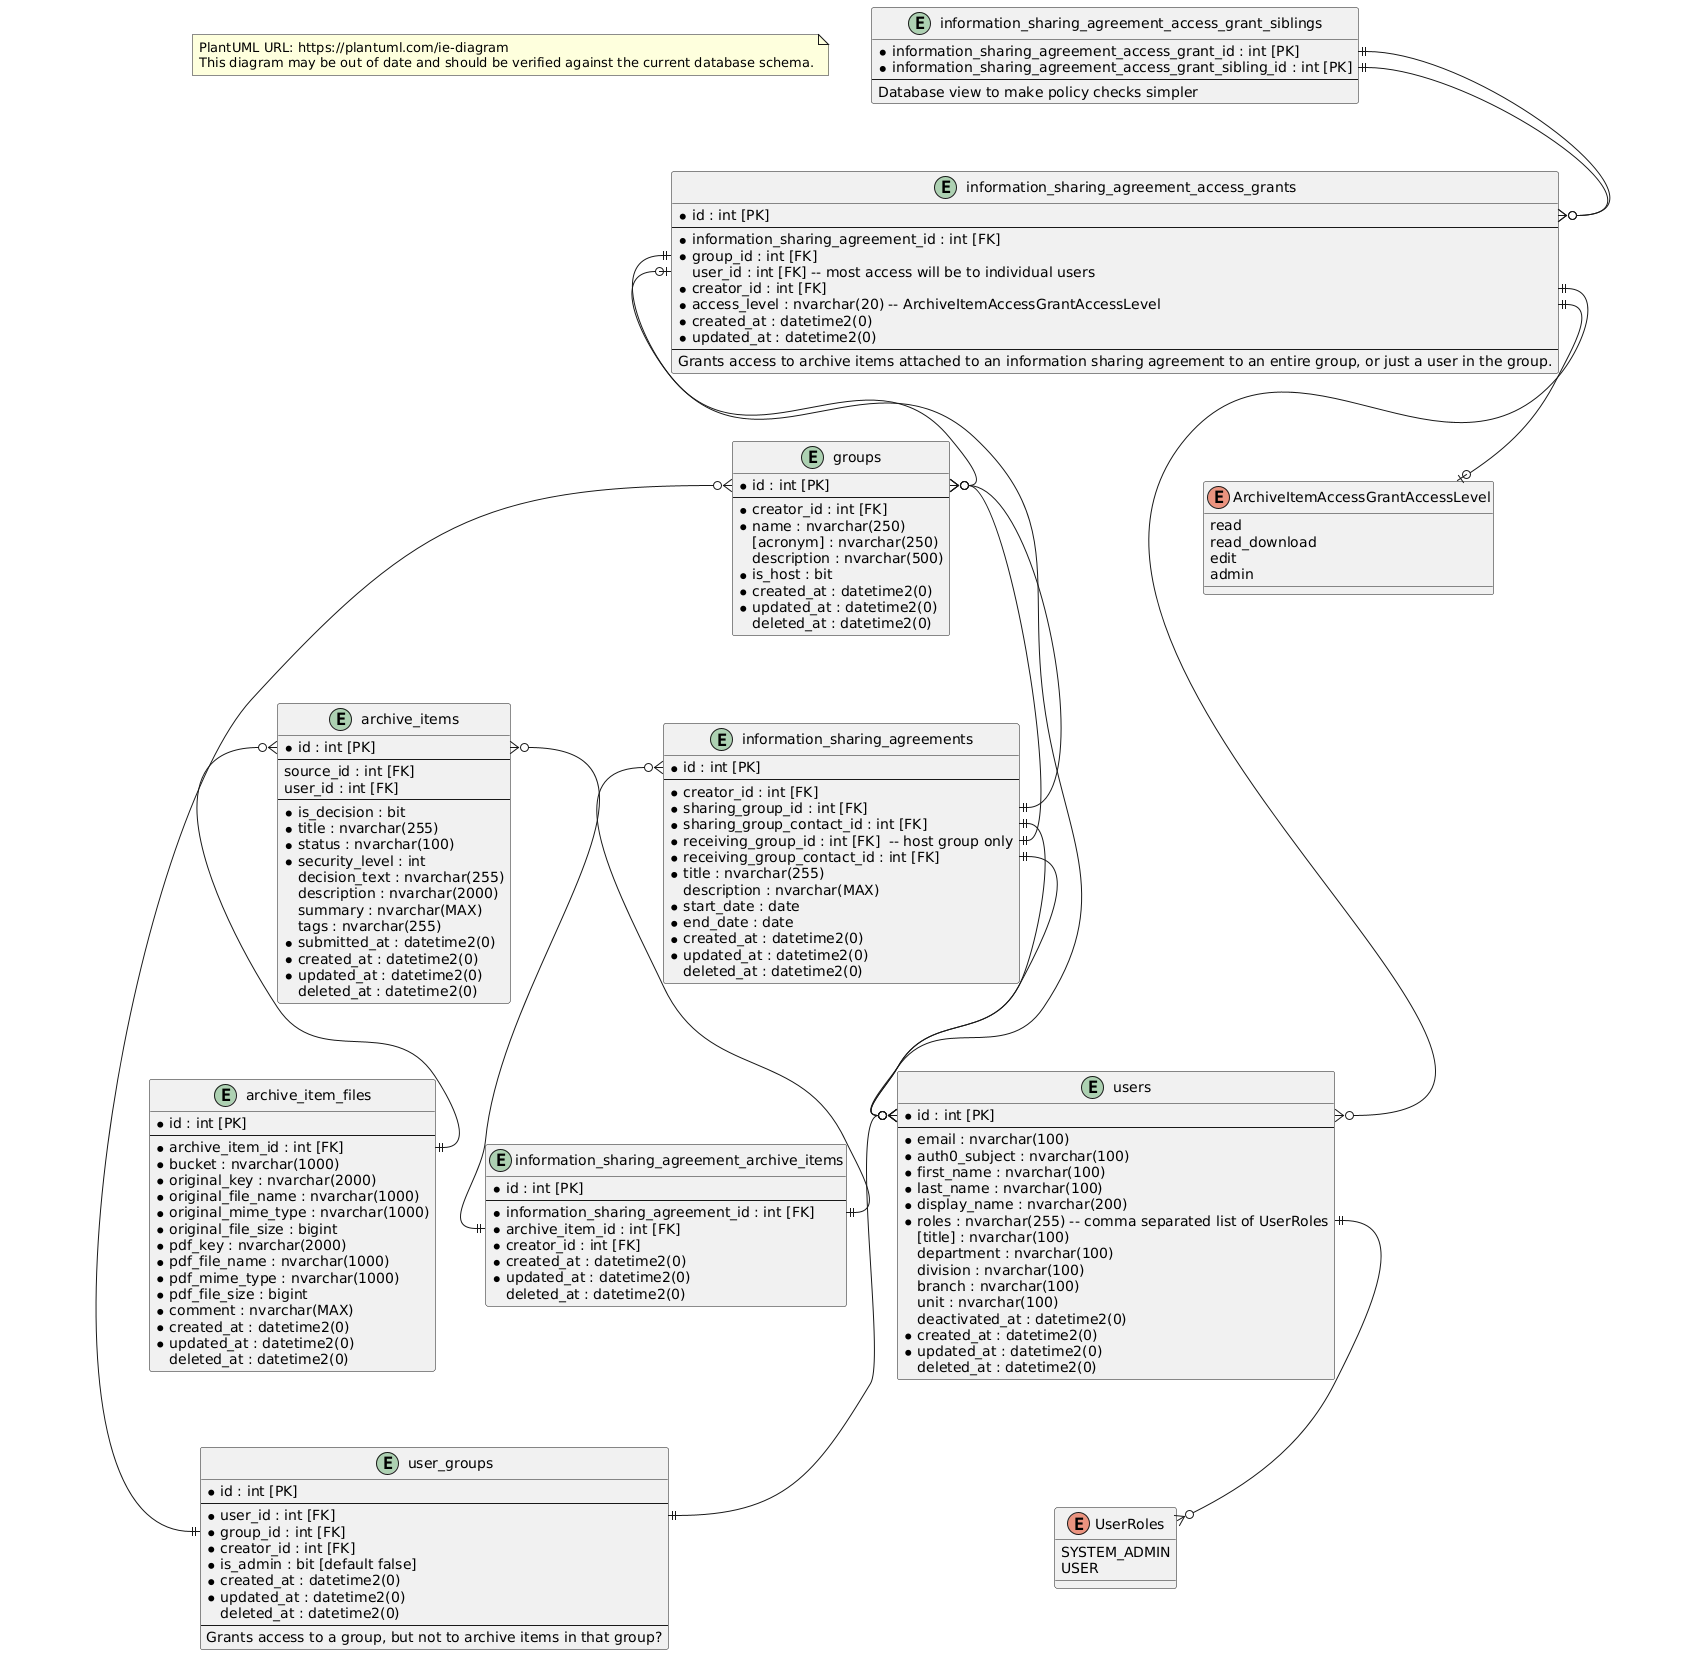 PlantUML URL: https://plantuml.com/ie-diagram
This diagram may be out of date and should be verified against the current database schema.
E information_sharing_agreement_access_grant_siblings
information_sharing_agreement_access_grant_id : int [PK]
information_sharing_agreement_access_grant_sibling_id : int [PK]
Database view to make policy checks simpler
E information_sharing_agreement_access_grants
id : int [PK]
information_sharing_agreement_id : int [FK]
group_id : int [FK]
user_id : int [FK] -- most access will be to individual users
creator_id : int [FK]
access_level : nvarchar(20) -- ArchiveItemAccessGrantAccessLevel
created_at : datetime2(0)
updated_at : datetime2(0)
Grants access to archive items attached to an information sharing agreement to an entire group, or just a user in the group.
E groups
id : int [PK]
creator_id : int [FK]
name : nvarchar(250)
[acronym] : nvarchar(250)
description : nvarchar(500)
is_host : bit
created_at : datetime2(0)
updated_at : datetime2(0)
deleted_at : datetime2(0)
E ArchiveItemAccessGrantAccessLevel
read
read_download
edit
admin
E archive_items
id : int [PK]
source_id : int [FK]
user_id : int [FK]
is_decision : bit
title : nvarchar(255)
status : nvarchar(100)
security_level : int
decision_text : nvarchar(255)
description : nvarchar(2000)
summary : nvarchar(MAX)
tags : nvarchar(255)
submitted_at : datetime2(0)
created_at : datetime2(0)
updated_at : datetime2(0)
deleted_at : datetime2(0)
E information_sharing_agreements
id : int [PK]
creator_id : int [FK]
sharing_group_id : int [FK]
sharing_group_contact_id : int [FK]
receiving_group_id : int [FK]  -- host group only
receiving_group_contact_id : int [FK]
title : nvarchar(255)
description : nvarchar(MAX)
start_date : date
end_date : date
created_at : datetime2(0)
updated_at : datetime2(0)
deleted_at : datetime2(0)
E archive_item_files
id : int [PK]
archive_item_id : int [FK]
bucket : nvarchar(1000)
original_key : nvarchar(2000)
original_file_name : nvarchar(1000)
original_mime_type : nvarchar(1000)
original_file_size : bigint
pdf_key : nvarchar(2000)
pdf_file_name : nvarchar(1000)
pdf_mime_type : nvarchar(1000)
pdf_file_size : bigint
comment : nvarchar(MAX)
created_at : datetime2(0)
updated_at : datetime2(0)
deleted_at : datetime2(0)
E information_sharing_agreement_archive_items
id : int [PK]
information_sharing_agreement_id : int [FK]
archive_item_id : int [FK]
creator_id : int [FK]
created_at : datetime2(0)
updated_at : datetime2(0)
deleted_at : datetime2(0)
E users
id : int [PK]
email : nvarchar(100)
auth0_subject : nvarchar(100)
first_name : nvarchar(100)
last_name : nvarchar(100)
display_name : nvarchar(200)
roles : nvarchar(255) -- comma separated list of UserRoles
[title] : nvarchar(100)
department : nvarchar(100)
division : nvarchar(100)
branch : nvarchar(100)
unit : nvarchar(100)
deactivated_at : datetime2(0)
created_at : datetime2(0)
updated_at : datetime2(0)
deleted_at : datetime2(0)
E user_groups
id : int [PK]
user_id : int [FK]
group_id : int [FK]
creator_id : int [FK]
is_admin : bit [default false]
created_at : datetime2(0)
updated_at : datetime2(0)
deleted_at : datetime2(0)
Grants access to a group, but not to archive items in that group?
E UserRoles
SYSTEM_ADMIN
USER